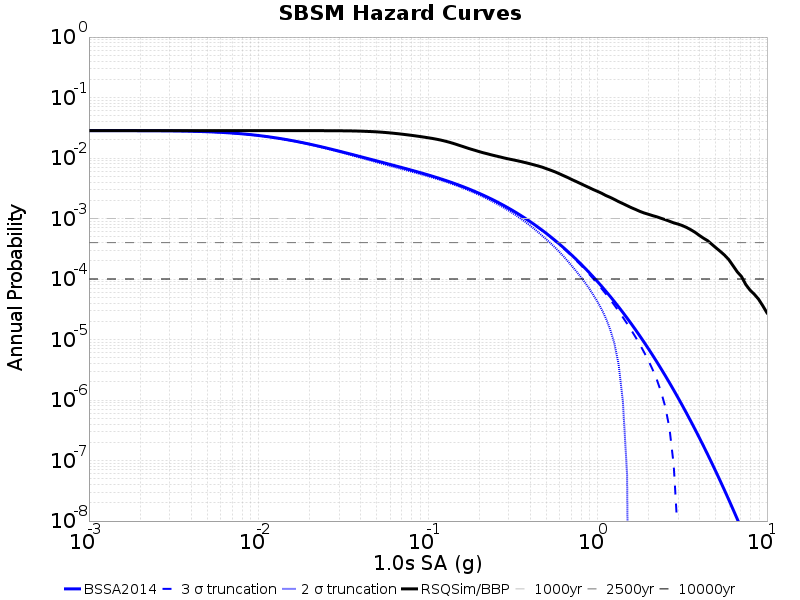 SBSM Hazard Curves
Annual Probability
10^0
10^-1
10^-2
10^-3
10^-4
10^-5
10^-6
10^-7
10^-8
10^-3 10^-2 10^-1 10^0 10^1
1.0s SA (g)
BSSA2014 3 σ truncation 2 σ truncation RSQSim/BBP 1000yr 2500yr 10000yr